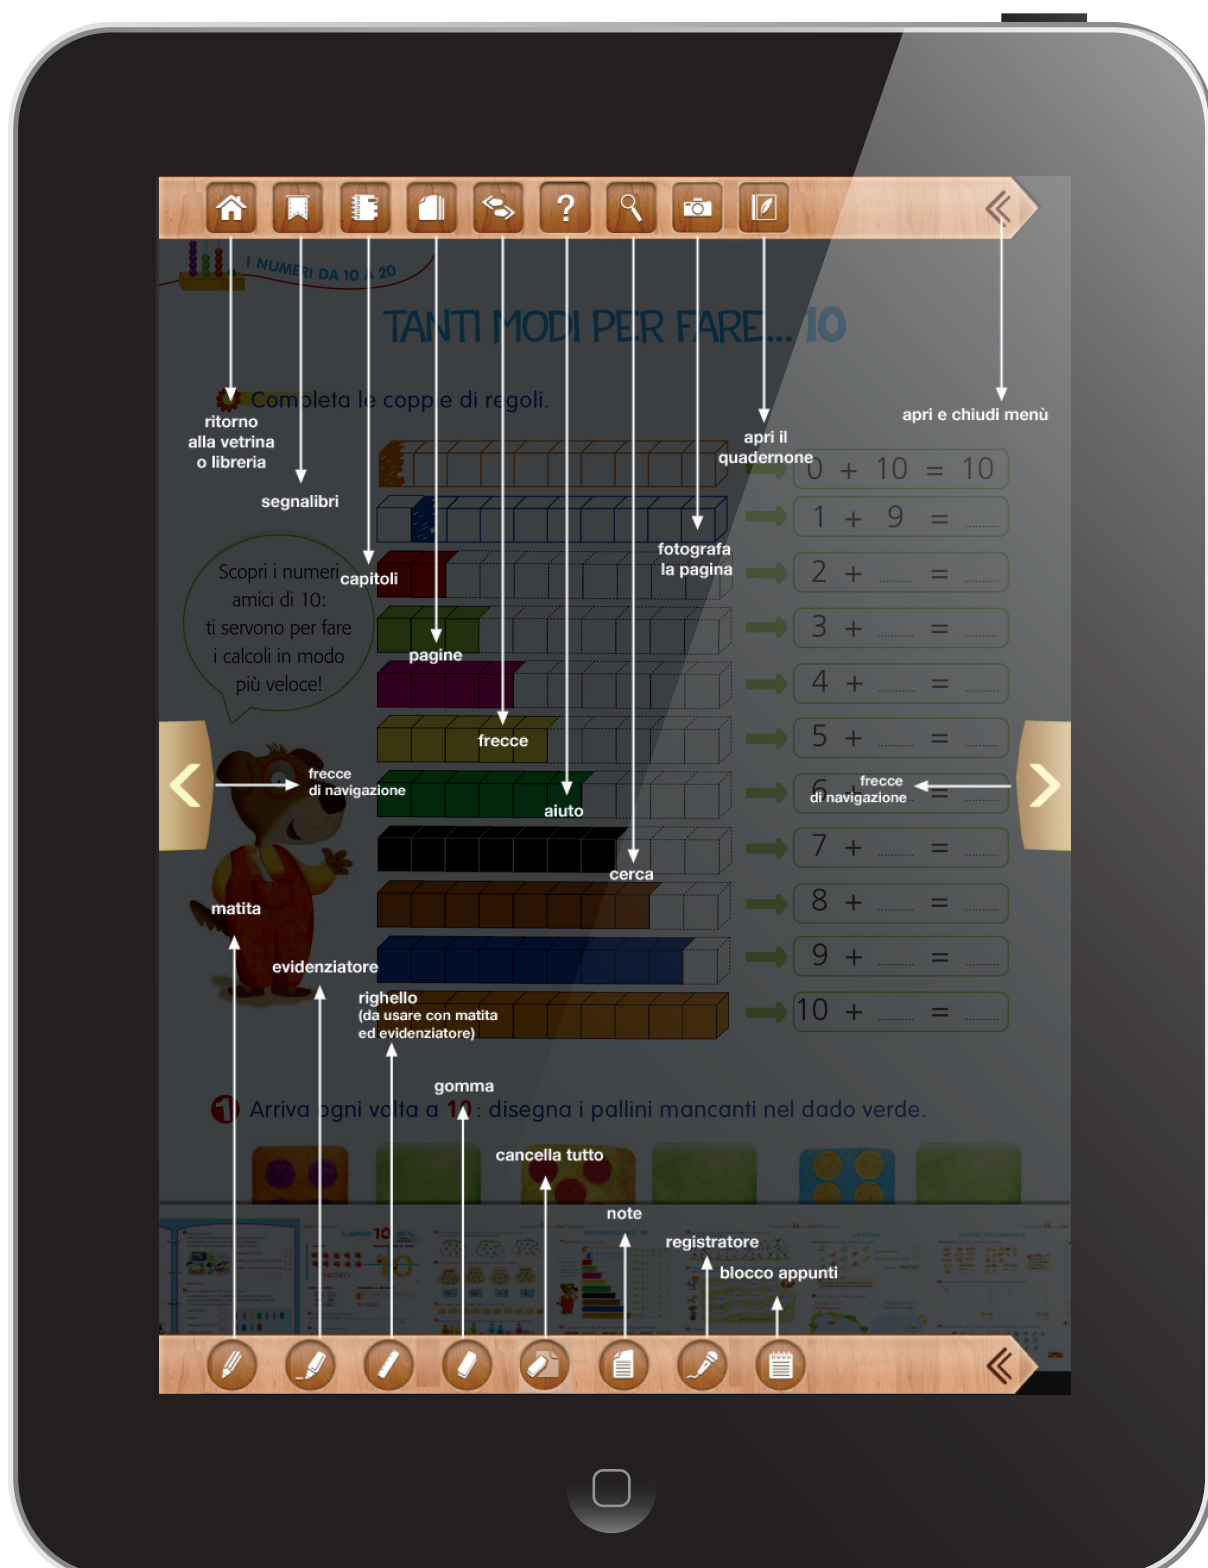 I NUMERI DA 10 A 20
TANTI MODI PER FARE... 10
Completa le coppie di regoli.
ritorno
alla vetrina
o libreria
apri e chiudi menù
apri il
quadernone
segnalibri
0 + 10 = 10
1 + 9 = ........
fotografa
la pagina
capitoli
Scopri i numeri
amici di 10:
ti servono per fare
i calcoli in modo
più veloce!
2 + ........ = ........
3 + ........ = ........
pagine
4 + ........ = ........
5 + ........ = ........
frecce
frecce
di navigazione
frecce
di navigazione
6 + ........ = ........
aiuto
7 + ........ = ........
cerca
8 + ........ = ........
matita
9 + ........ = ........
evidenziatore
righello
(da usare con matita
ed evidenziatore)
10 + ........ = ........
gomma
1 Arriva ogni volta a 10 : disegna i pallini mancanti nel dado verde.
cancella tutto
note
registratore
blocco appunti